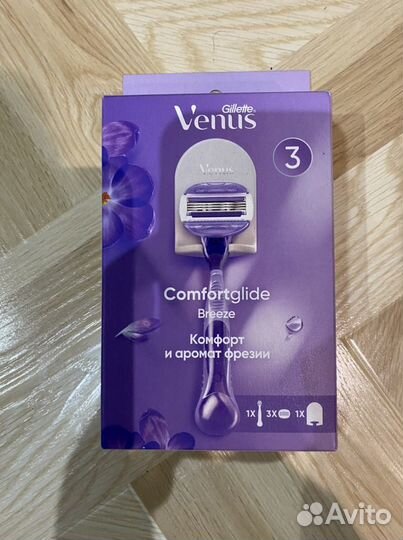 Gillette
Venus
3
Venus
Comfortglide
Breeze
Комфорт
и аромат фрезии
1X 3X 1X
Avito